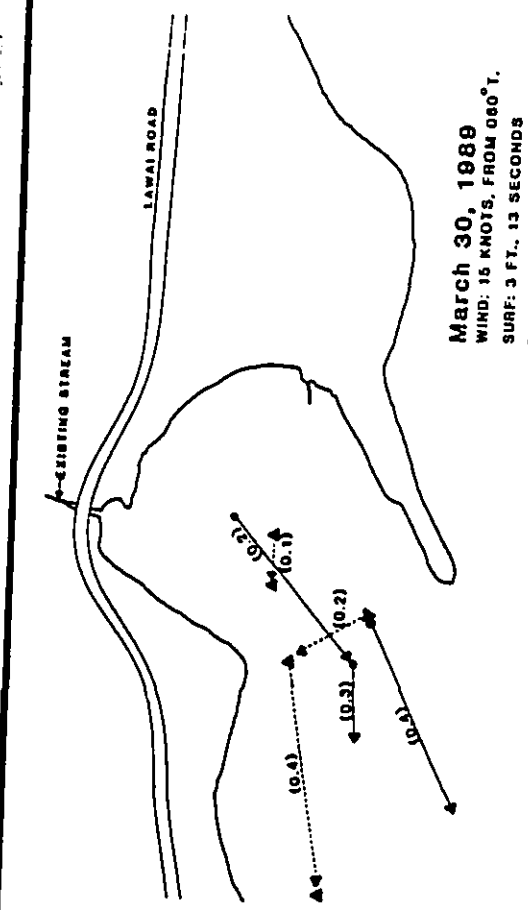 EXISTING STREAM
LAWAI ROAD
(0.2)
(0.1)
(0.2)
(0.4)
(0.3)
(0.4)
March 30, 1989
WIND: 15 KNOTS, FROM 060°T.
SURF: 3 FT., 13 SECONDS